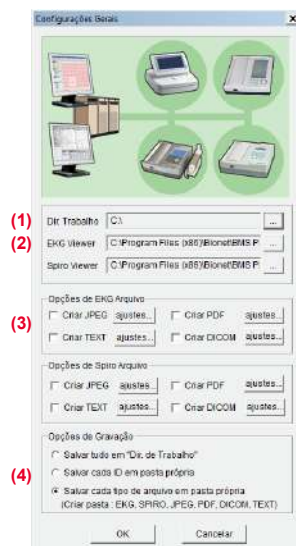 Configurações Gerais x
(1) Dir. Trabalho C:\ ...
(2) EKG Viewer C:\Program Files (x86)\Bionet\BMS P ...
Spiro Viewer C:\Program Files (x86)\Bionet\BMS P ...
Opções de EKG Arquivo
(3) Criar JPEG ajustes... Criar PDF ajustes...
Criar TEXT ajustes... Criar DICOM ajustes...
Opções de Spiro Arquivo
Criar JPEG ajustes... Criar PDF ajustes...
Criar TEXT ajustes... Criar DICOM ajustes...
Opções de Gravação
Salvar tudo em "Dir. de Trabalho"
(4) Salvar cada ID em pasta própria
Salvar cada tipo de arquivo em pasta própria
(Criar pasta : EKG, SPIRO, JPEG, PDF, DICOM, TEXT)
OK Cancelar